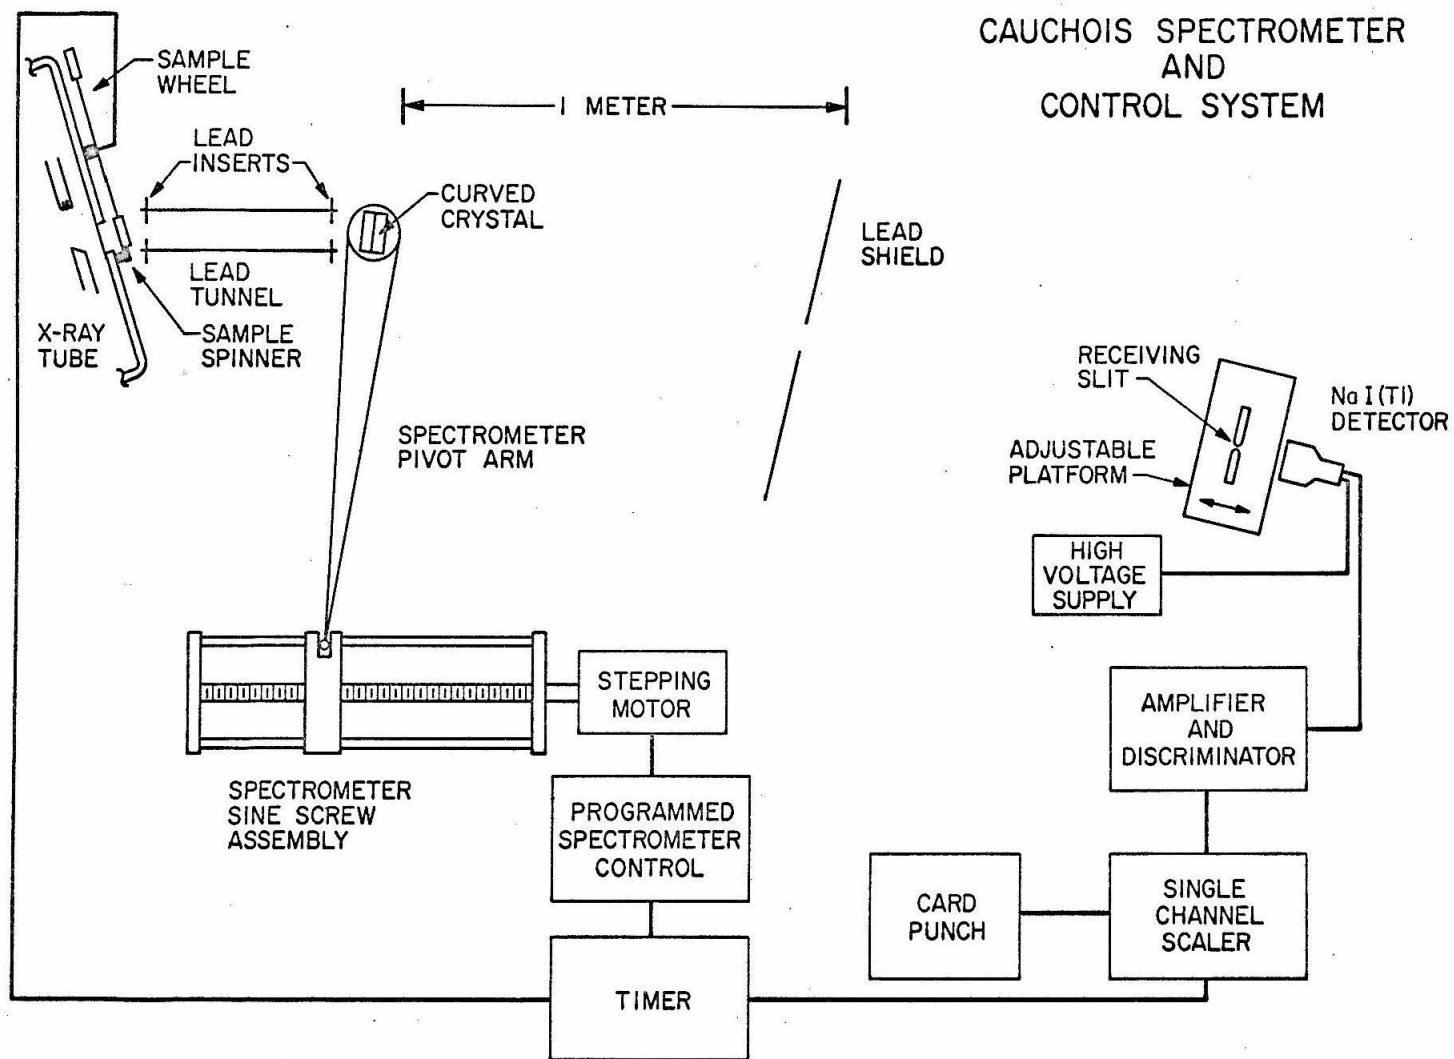 CAUCHOIS SPECTROMETER
AND
CONTROL SYSTEM
SAMPLE
WHEEL
1 METER
LEAD
INSERTS
CURVED
CRYSTAL
LEAD
SHIELD
LEAD
TUNNEL
X-RAY
TUBE
SAMPLE
SPINNER
RECEIVING
SLIT
Na I(Tl)
DETECTOR
SPECTROMETER
PIVOT ARM
ADJUSTABLE
PLATFORM
HIGH
VOLTAGE
SUPPLY
STEPPING
MOTOR
AMPLIFIER
AND
DISCRIMINATOR
SPECTROMETER
SINE SCREW
ASSEMBLY
PROGRAMMED
SPECTROMETER
CONTROL
CARD
PUNCH
SINGLE
CHANNEL
SCALER
TIMER